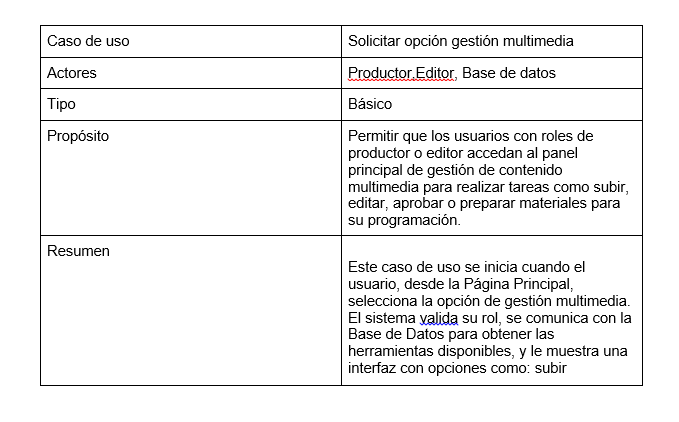 Caso de uso
Solicitar opción gestión multimedia
Actores
Productor,Editor, Base de datos
Tipo
Básico
Propósito
Permitir que los usuarios con roles de
productor o editor accedan al panel
principal de gestión de contenido
multimedia para realizar tareas como subir,
editar, aprobar o preparar materiales para
su programación.
Resumen
Este caso de uso se inicia cuando el
usuario, desde la Página Principal,
selecciona la opción de gestión multimedia.
El sistema valida su rol, se comunica con la
Base de Datos para obtener las
herramientas disponibles, y le muestra una
interfaz con opciones como: subir